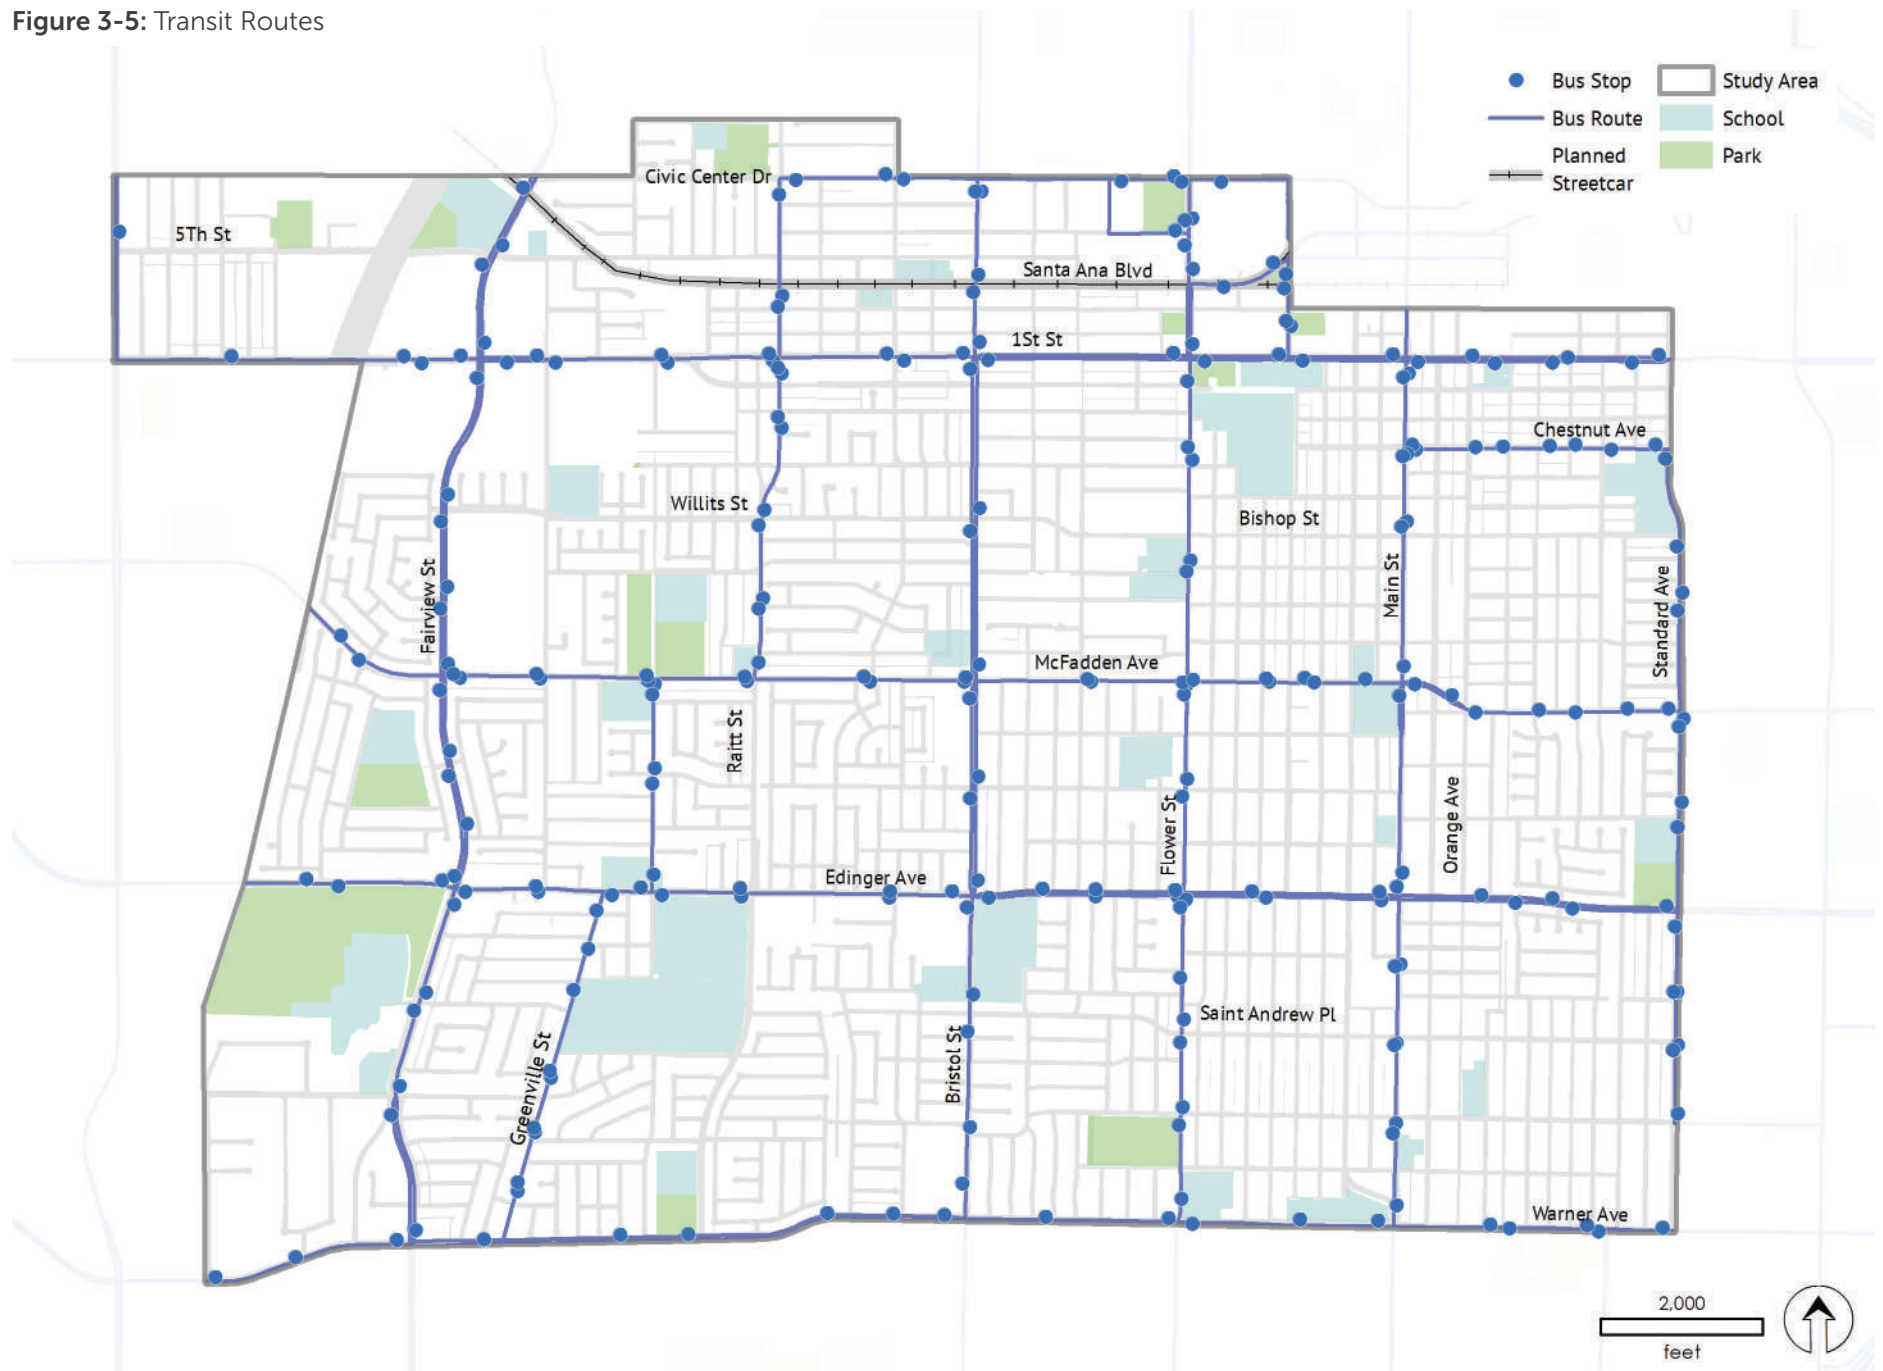 Figure 3-5: Transit Routes
Bus Stop
Study Area
Bus Route
School
Planned
Streetcar
Park
Civic Center Dr
5Th St
Santa Ana Blvd
1St St
Chestnut Ave
Willits St
Bishop St
Fairview St
Main St
Standard Ave
McFadden Ave
Raitt St
Flower St
Orange Ave
Edinger Ave
Saint Andrew Pl
Greenville St
Bristol St
Warner Ave
2,000
feet